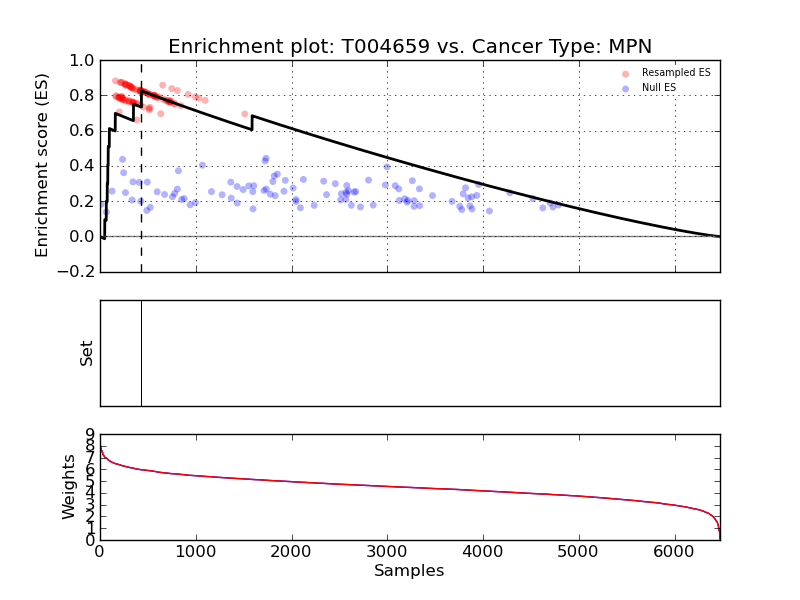 Enrichment plot: T004659 vs. Cancer Type: MPN
Enrichment score (ES)
1.0
0.8
0.6
0.4
0.2
0.0
−0.2
Resampled ES
Null ES
Set
Weights
9
8
7
6
5
4
3
2
1
0
0 1000 2000 3000 4000 5000 6000
Samples